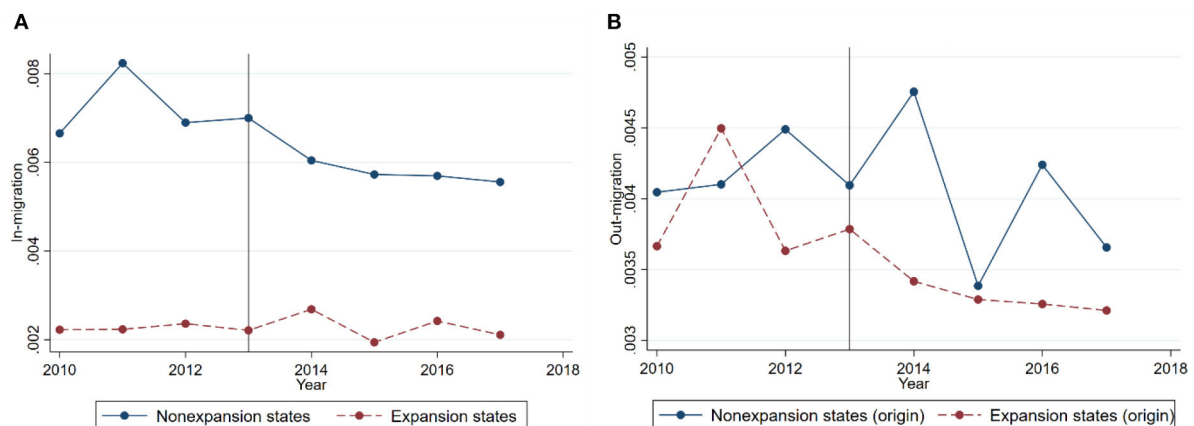 A
.008
.006
.004
.002
In-migration
2010 2012 2014 2016 2018
Year
Nonexpansion states Expansion states
B
.005
.0045
.004
.0035
.003
Out-migration
2010 2012 2014 2016 2018
Year
Nonexpansion states (origin) Expansion states (origin)